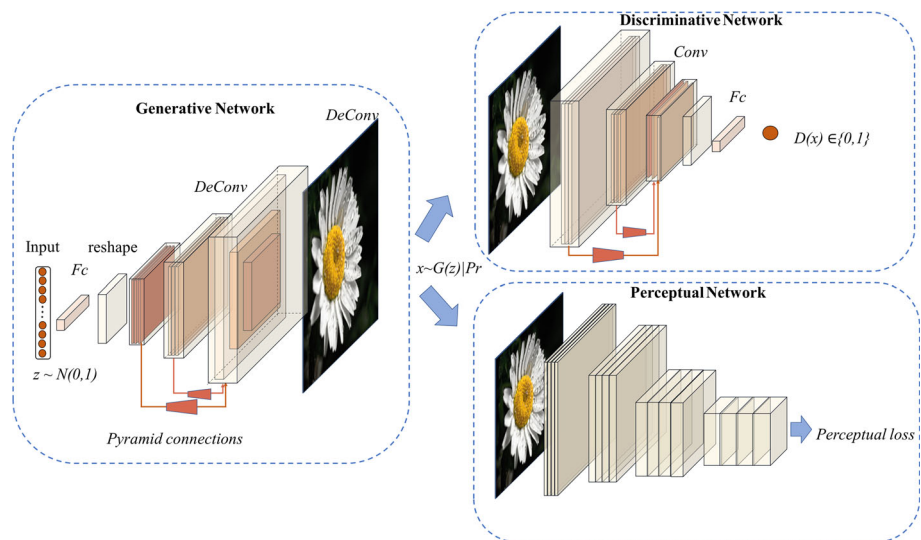 Generative Network
DeConv
DeConv
Input
reshape
Fc
z ~ N(0,1)
Pyramid connections
x~G(z)|Pr
Discriminative Network
Conv
Fc
D(x) ∈{0,1}
Perceptual Network
Perceptual loss